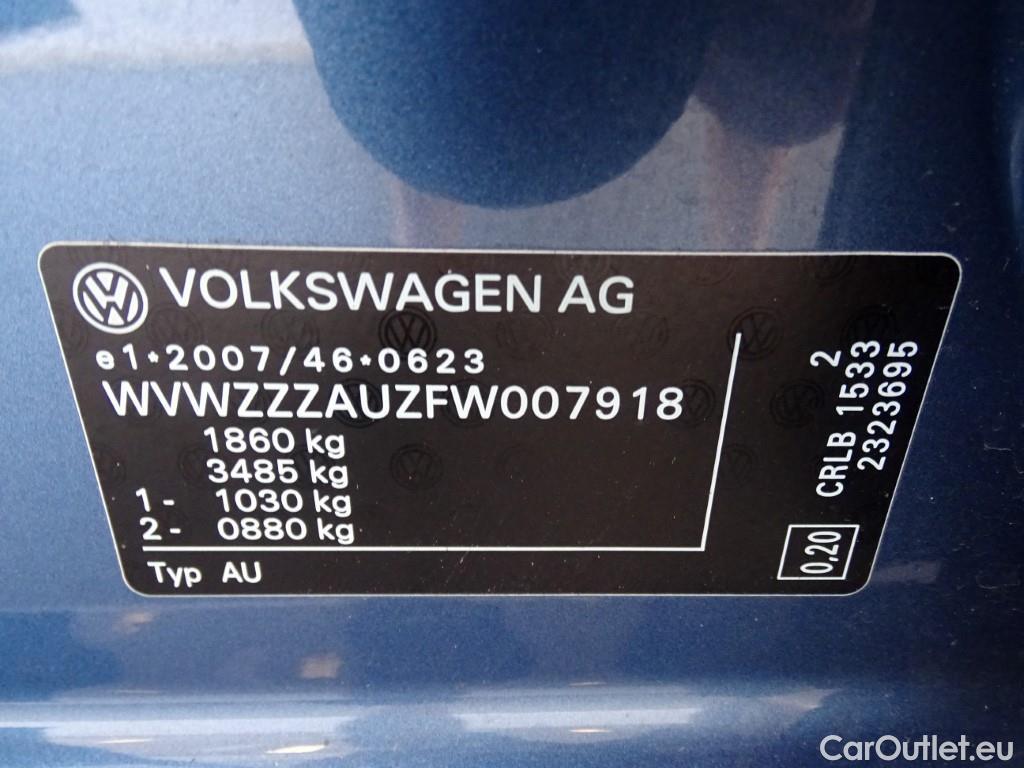 VOLKSWAGEN AG
e1*2007/46*0623
WVWZZZAUZFW007918
1860 kg
3485 kg
1- 1030 kg
2- 0880 kg
Typ AU
2
CRLB 1533
2323695
0,20
CarOutlet.eu